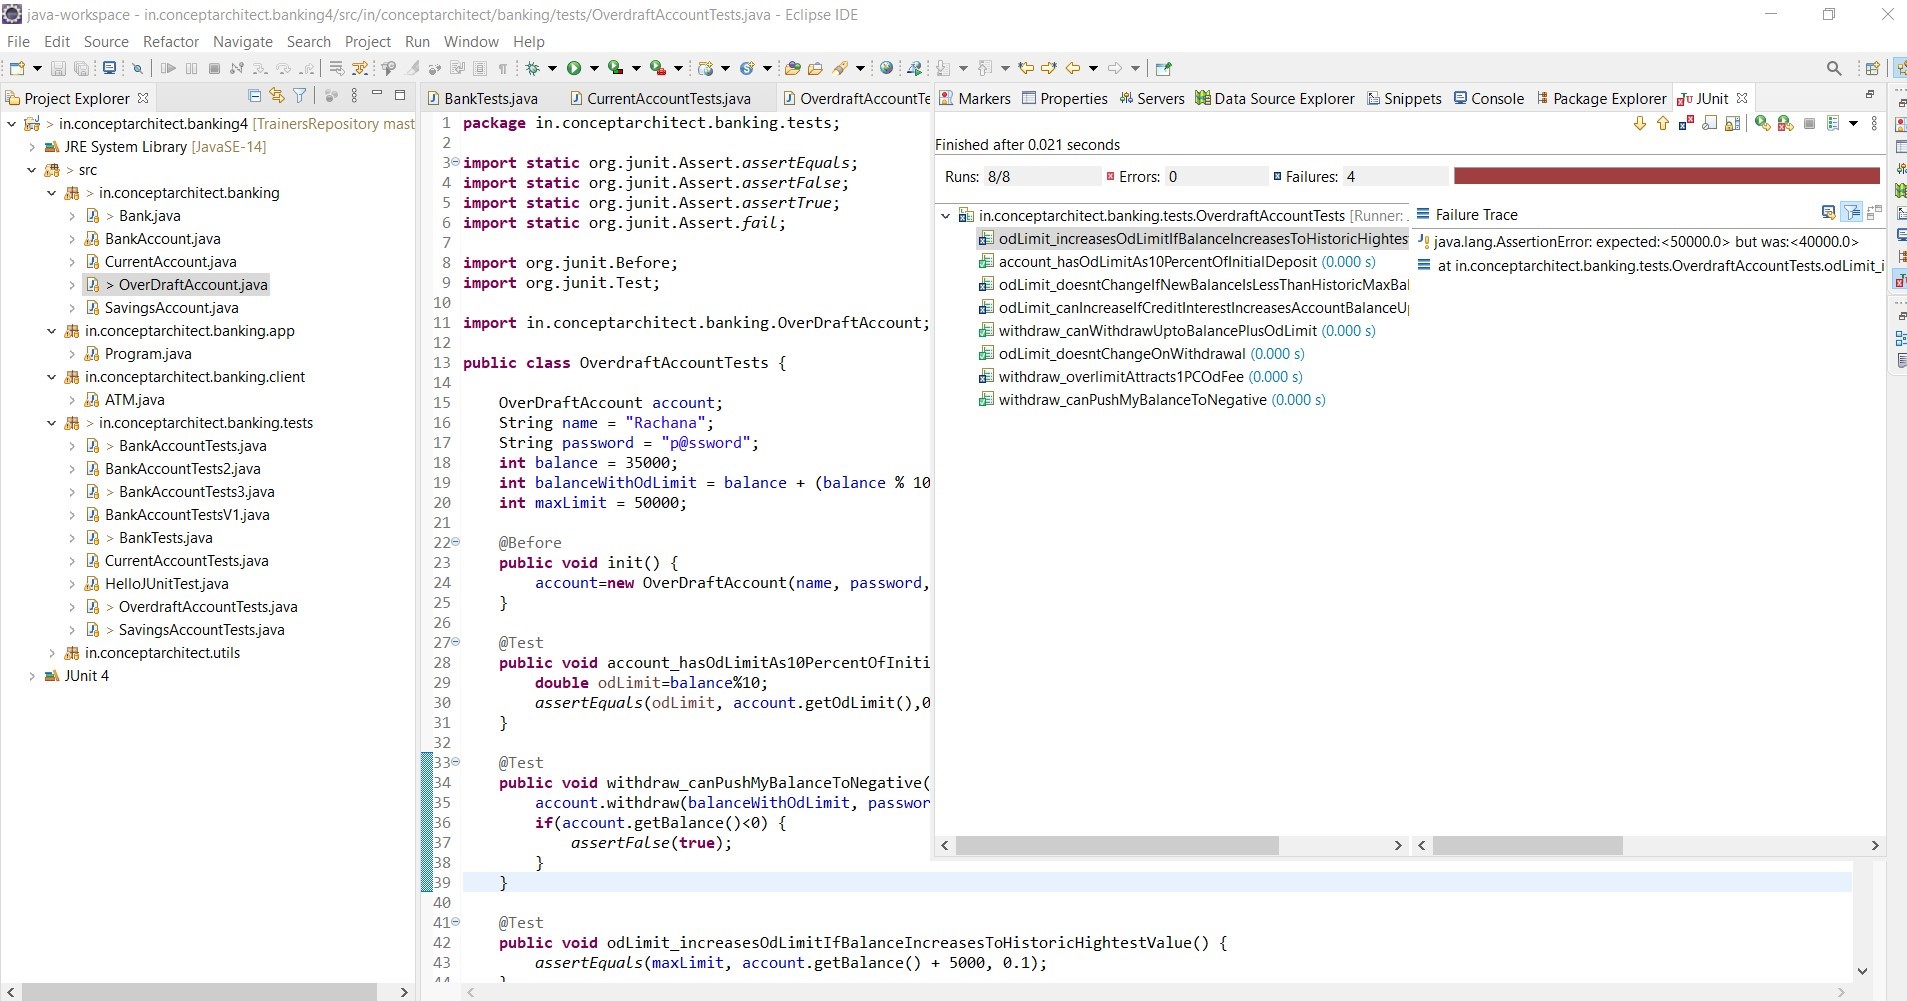 java-workspace - in.conceptarchitect.banking4/src/in/conceptarchitect/banking/tests/OverdraftAccountTests.java - Eclipse IDE
File Edit Source Refactor Navigate Search Project Run Window Help
Project Explorer
> in.conceptarchitect.banking4 [TrainersRepository mast
JRE System Library [JavaSE-14]
> src
> in.conceptarchitect.banking
> Bank.java
BankAccount.java
CurrentAccount.java
> OverDraftAccount.java
SavingsAccount.java
in.conceptarchitect.banking.app
Program.java
in.conceptarchitect.banking.client
ATM.java
> in.conceptarchitect.banking.tests
> BankAccountTests.java
BankAccountTests2.java
> BankAccountTests3.java
BankAccountTestsV1.java
> BankTests.java
CurrentAccountTests.java
HelloJUnitTest.java
> OverdraftAccountTests.java
> SavingsAccountTests.java
in.conceptarchitect.utils
JUnit 4
BankTests.java CurrentAccountTests.java OverdraftAccountTe
1 package in.conceptarchitect.banking.tests;
2
3 import static org.junit.Assert.assertEquals;
4 import static org.junit.Assert.assertFalse;
5 import static org.junit.Assert.assertTrue;
6 import static org.junit.Assert.fail;
7
8 import org.junit.Before;
9 import org.junit.Test;
10
11 import in.conceptarchitect.banking.OverDraftAccount;
12
13 public class OverdraftAccountTests {
14
15 OverDraftAccount account;
16 String name = "Rachana";
17 String password = "p@ssword";
18 int balance = 35000;
19 int balanceWithOdLimit = balance + (balance % 10
20 int maxLimit = 50000;
21
22 @Before
23 public void init() {
24 account=new OverDraftAccount(name, password,
25 }
26
27 @Test
28 public void account_hasOdLimitAs10PercentOfIniti
29 double odLimit=balance%10;
30 assertEquals(odLimit, account.getOdLimit(),0
31 }
32
33 @Test
34 public void withdraw_canPushMyBalanceToNegative(
35 account.withdraw(balanceWithOdLimit, passwor
36 if(account.getBalance()<0) {
37 assertFalse(true);
38 }
39 }
40
41 @Test
42 public void odLimit_increasesOdLimitIfBalanceIncreasesToHistoricHightestValue() {
43 assertEquals(maxLimit, account.getBalance() + 5000, 0.1);
44 }
Markers Properties Servers Data Source Explorer Snippets Console Package Explorer JUnit
Finished after 0.021 seconds
Runs: 8/8 Errors: 0 Failures: 4
in.conceptarchitect.banking.tests.OverdraftAccountTests [Runner:
odLimit_increasesOdLimitIfBalanceIncreasesToHistoricHightes
account_hasOdLimitAs10PercentOfInitialDeposit (0.000 s)
odLimit_doesntChangeIfNewBalanceIsLessThanHistoricMaxBal
odLimit_canIncreaseIfCreditInterestIncreasesAccountBalanceU
withdraw_canWithdrawUptoBalancePlusOdLimit (0.000 s)
odLimit_doesntChangeOnWithdrawal (0.000 s)
withdraw_overlimitAttracts1PCOdFee (0.000 s)
withdraw_canPushMyBalanceToNegative (0.000 s)
Failure Trace
java.lang.AssertionError: expected:<50000.0> but was:<40000.0>
at in.conceptarchitect.banking.tests.OverdraftAccountTests.odLimit_i